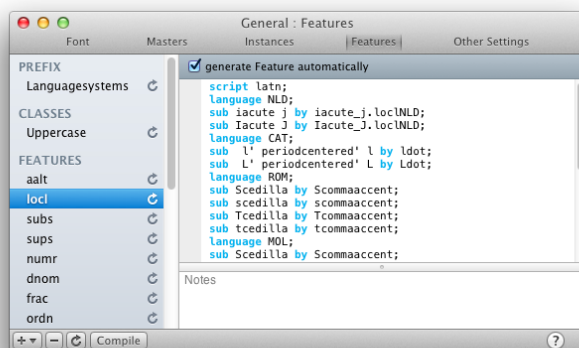 General : Features
Font Masters Instances Features Other Settings
PREFIX
Languagesystems
CLASSES
Uppercase
FEATURES
aalt
locl
subs
sups
numr
dnom
frac
ordn
generate Feature automatically
script latn;
language NLD;
sub iacute j by iacute_j.loclNLD;
sub Iacute J by Iacute_J.loclNLD;
language CAT;
sub  l' periodcentered' l by ldot;
sub  L' periodcentered' L by Ldot;
language ROM;
sub Scedilla by Scommaaccent;
sub scedilla by scommaaccent;
sub Tcedilla by Tcommaaccent;
sub tcedilla by tcommaaccent;
language MOL;
sub Scedilla by Scommaaccent;
Notes
Compile
?